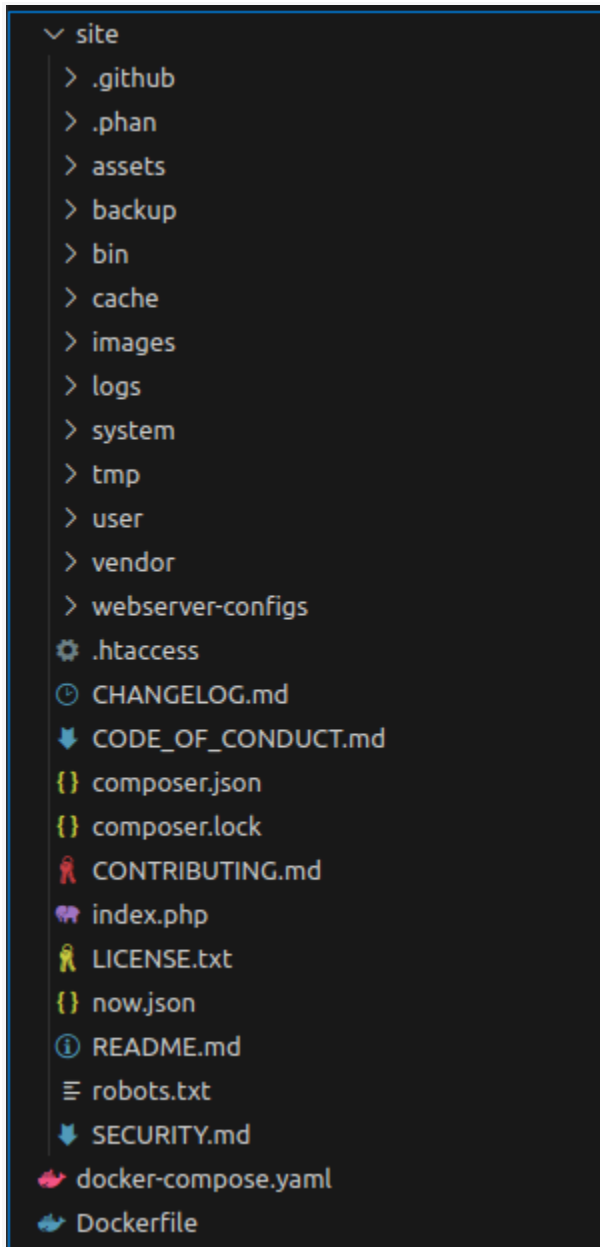 site
.github
.phan
assets
backup
bin
cache
images
logs
system
tmp
user
vendor
webserver-configs
.htaccess
CHANGELOG.md
CODE_OF_CONDUCT.md
composer.json
composer.lock
CONTRIBUTING.md
index.php
LICENSE.txt
now.json
README.md
robots.txt
SECURITY.md
docker-compose.yaml
Dockerfile